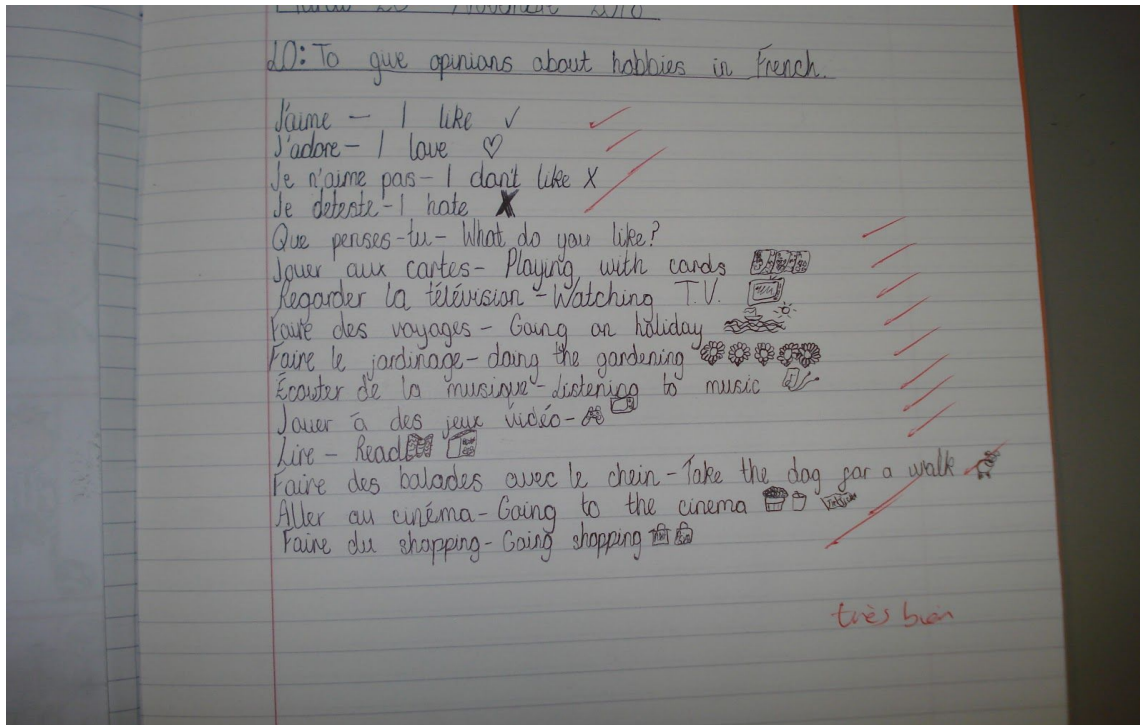 LO: To give opinions about hobbies in French.
J'aime - I like ✓
J'adore - I love ♡
Je n'aime pas - I don't like X
Je deteste - I hate X
Que penses-tu - What do you like?
Jouer aux cartes - Playing with cards
Regarder la télévision - Watching T.V.
Faire des voyages - Going on holiday
Faire le jardinage - doing the gardening
Écouter de la musique - Listening to music
Jouer à des jeux vidéo -
Lire - Read
Faire des balades avec le chein - Take the dog for a walk
Aller au cinéma - Going to the cinema
Faire du shopping - Going shopping
très bien